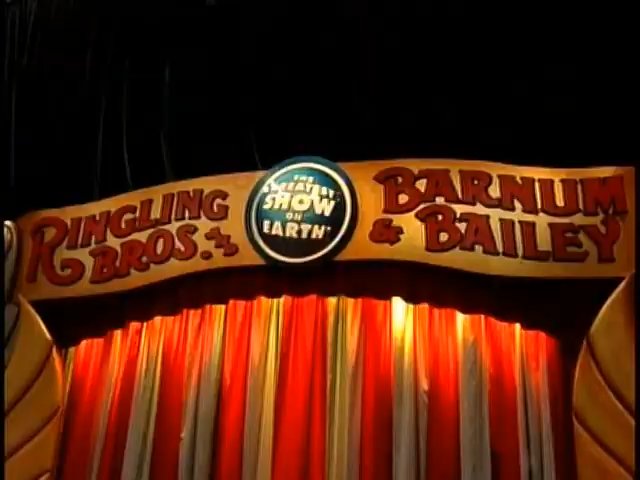 RINGLING
BROS. AND
THE
GREATEST
SHOW
ON
EARTH
BARNUM
& BAILEY